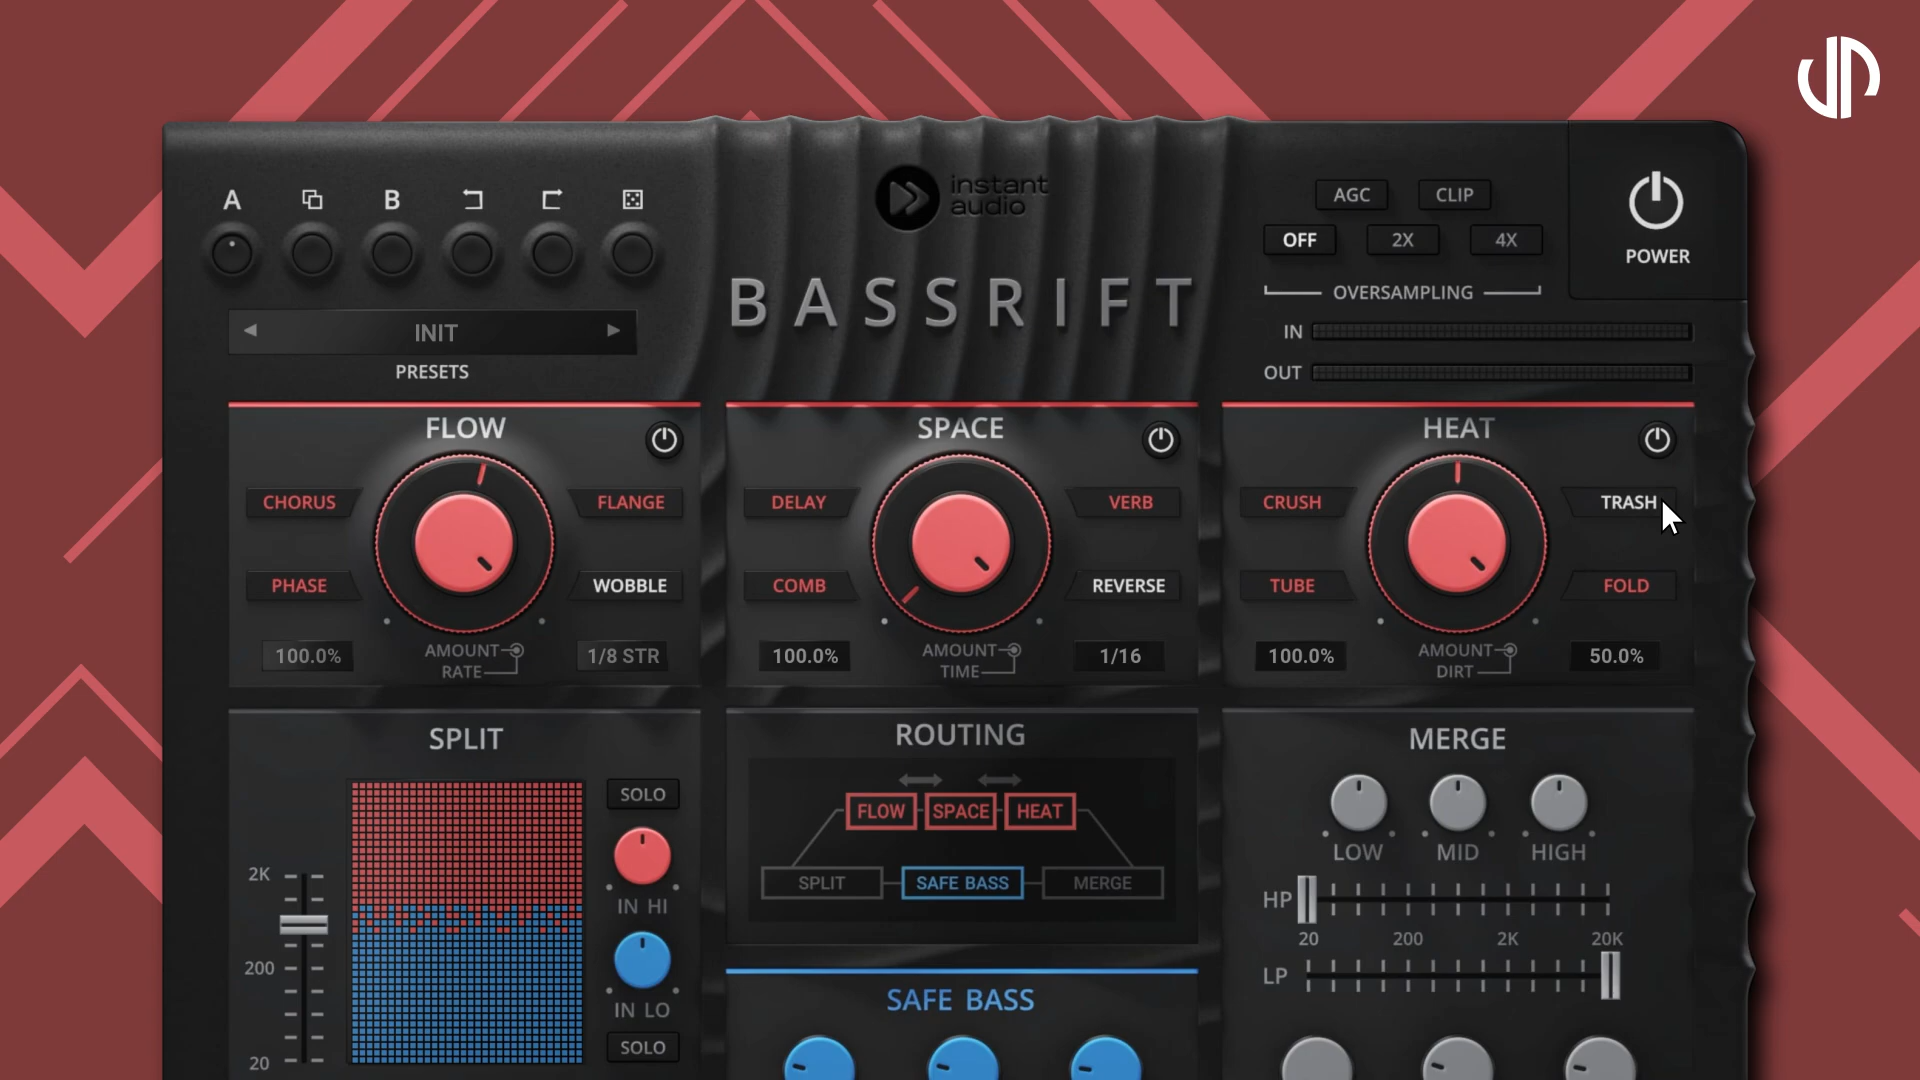 A B
instant
audio
AGC CLIP
OFF 2X 4X
OVERSAMPLING
POWER
BASSRIFT
INIT
PRESETS
IN
OUT
FLOW
CHORUS FLANGE
PHASE WOBBLE
100.0% AMOUNT 1/8 STR
RATE
SPACE
DELAY VERB
COMB REVERSE
100.0% AMOUNT 1/16
TIME
HEAT
CRUSH TRASH
TUBE FOLD
100.0% AMOUNT 50.0%
DIRT
SPLIT
SOLO
2K
IN HI
200
IN LO
SOLO
20
ROUTING
FLOW SPACE HEAT
SPLIT SAFE BASS MERGE
SAFE BASS
MERGE
LOW MID HIGH
HP
20 200 2K 20K
LP